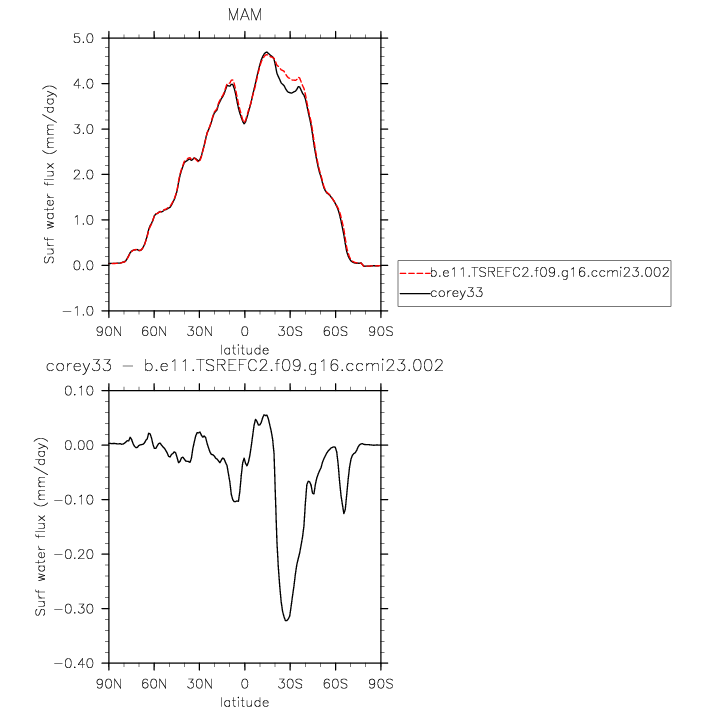 MAM
5.0
4.0
3.0
2.0
1.0
0.0
−1.0
Surf water flux (mm/day)
90N 60N 30N 0 30S 60S 90S
latitude
b.e11.TSREFC2.f09.g16.ccmi23.002
corey33
corey33 − b.e11.TSREFC2.f09.g16.ccmi23.002
0.10
0.00
−0.10
−0.20
−0.30
−0.40
Surf water flux (mm/day)
90N 60N 30N 0 30S 60S 90S
latitude